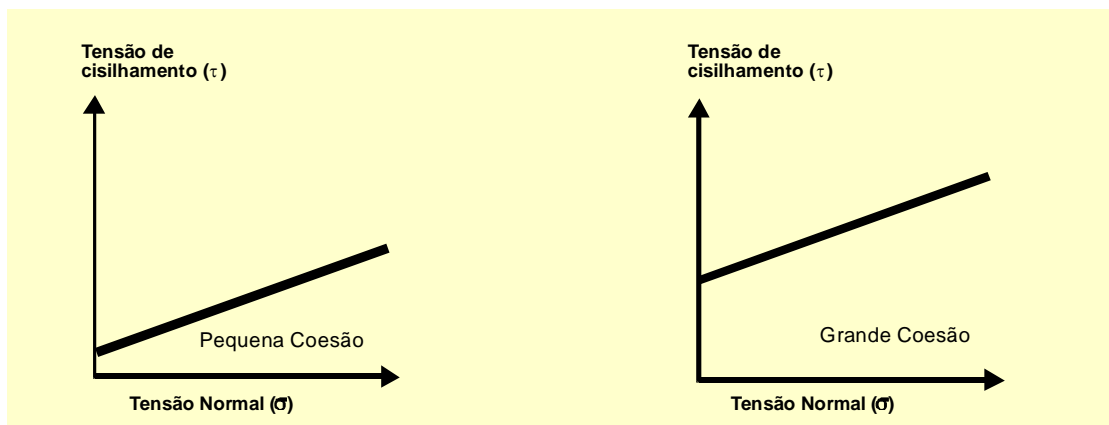 Tensão de
cisilhamento (τ)
Pequena Coesão
Tensão Normal (σ)
Tensão de
cisilhamento (τ)
Grande Coesão
Tensão Normal (σ)